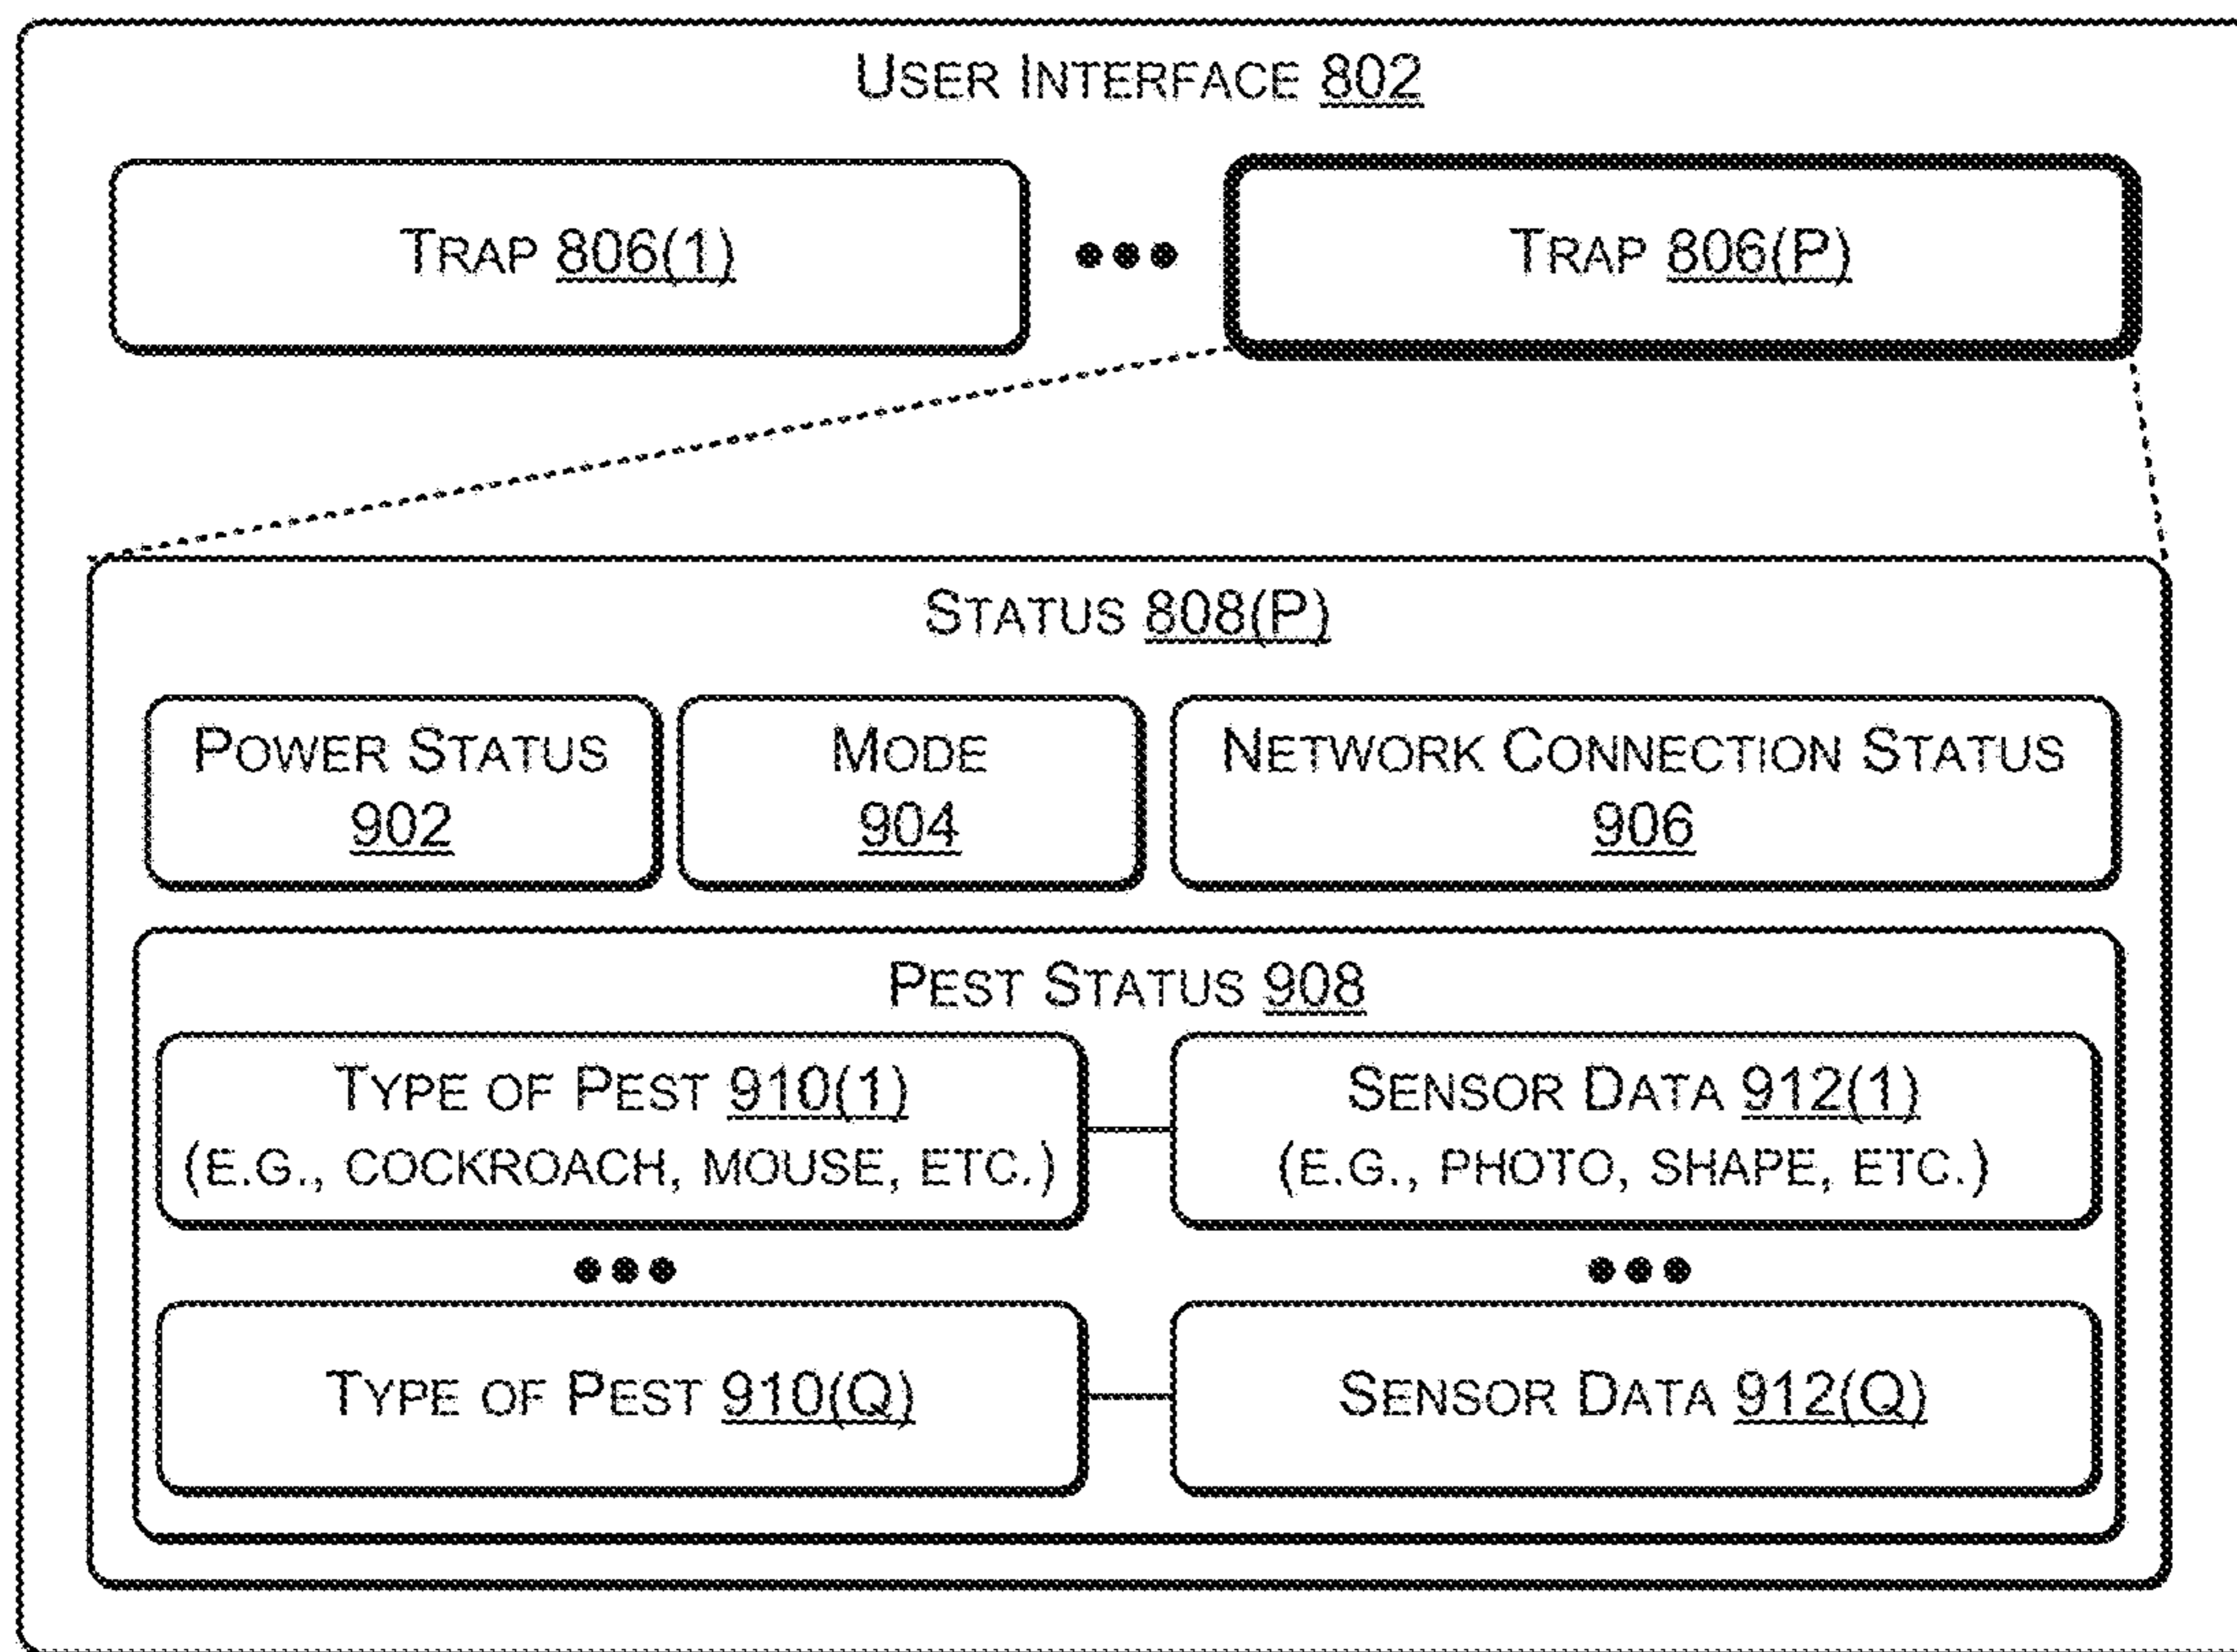 USER INTERFACE 802
TRAP 806(1)
TRAP 806(P)
STATUS 808(P)
POWER STATUS
902
MODE
904
NETWORK CONNECTION STATUS
906
PEST STATUS 908
TYPE OF PEST 910(1)
(E.G., COCKROACH, MOUSE, ETC.)
SENSOR DATA 912(1)
(E.G., PHOTO, SHAPE, ETC.)
TYPE OF PEST 910(Q)
SENSOR DATA 912(Q)